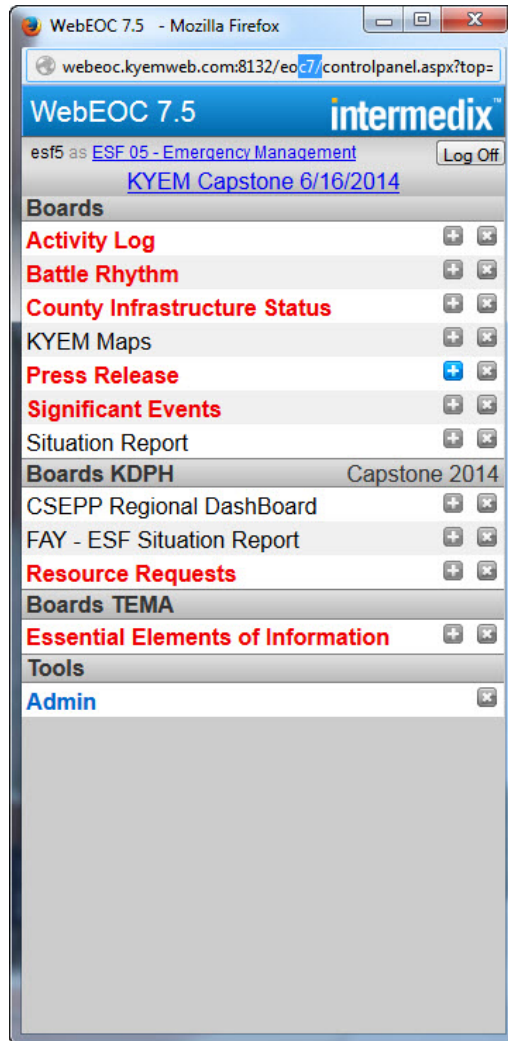 WebEOC 7.5 - Mozilla Firefox
webeoc.kyemweb.com:8132/eoc7/controlpanel.aspx?top=
WebEOC 7.5 intermedix™
esf5 as ESF 05 - Emergency Management Log Off
KYEM Capstone 6/16/2014
Boards
Activity Log
Battle Rhythm
County Infrastructure Status
KYEM Maps
Press Release
Significant Events
Situation Report
Boards KDPH Capstone 2014
CSEPP Regional DashBoard
FAY - ESF Situation Report
Resource Requests
Boards TEMA
Essential Elements of Information
Tools
Admin